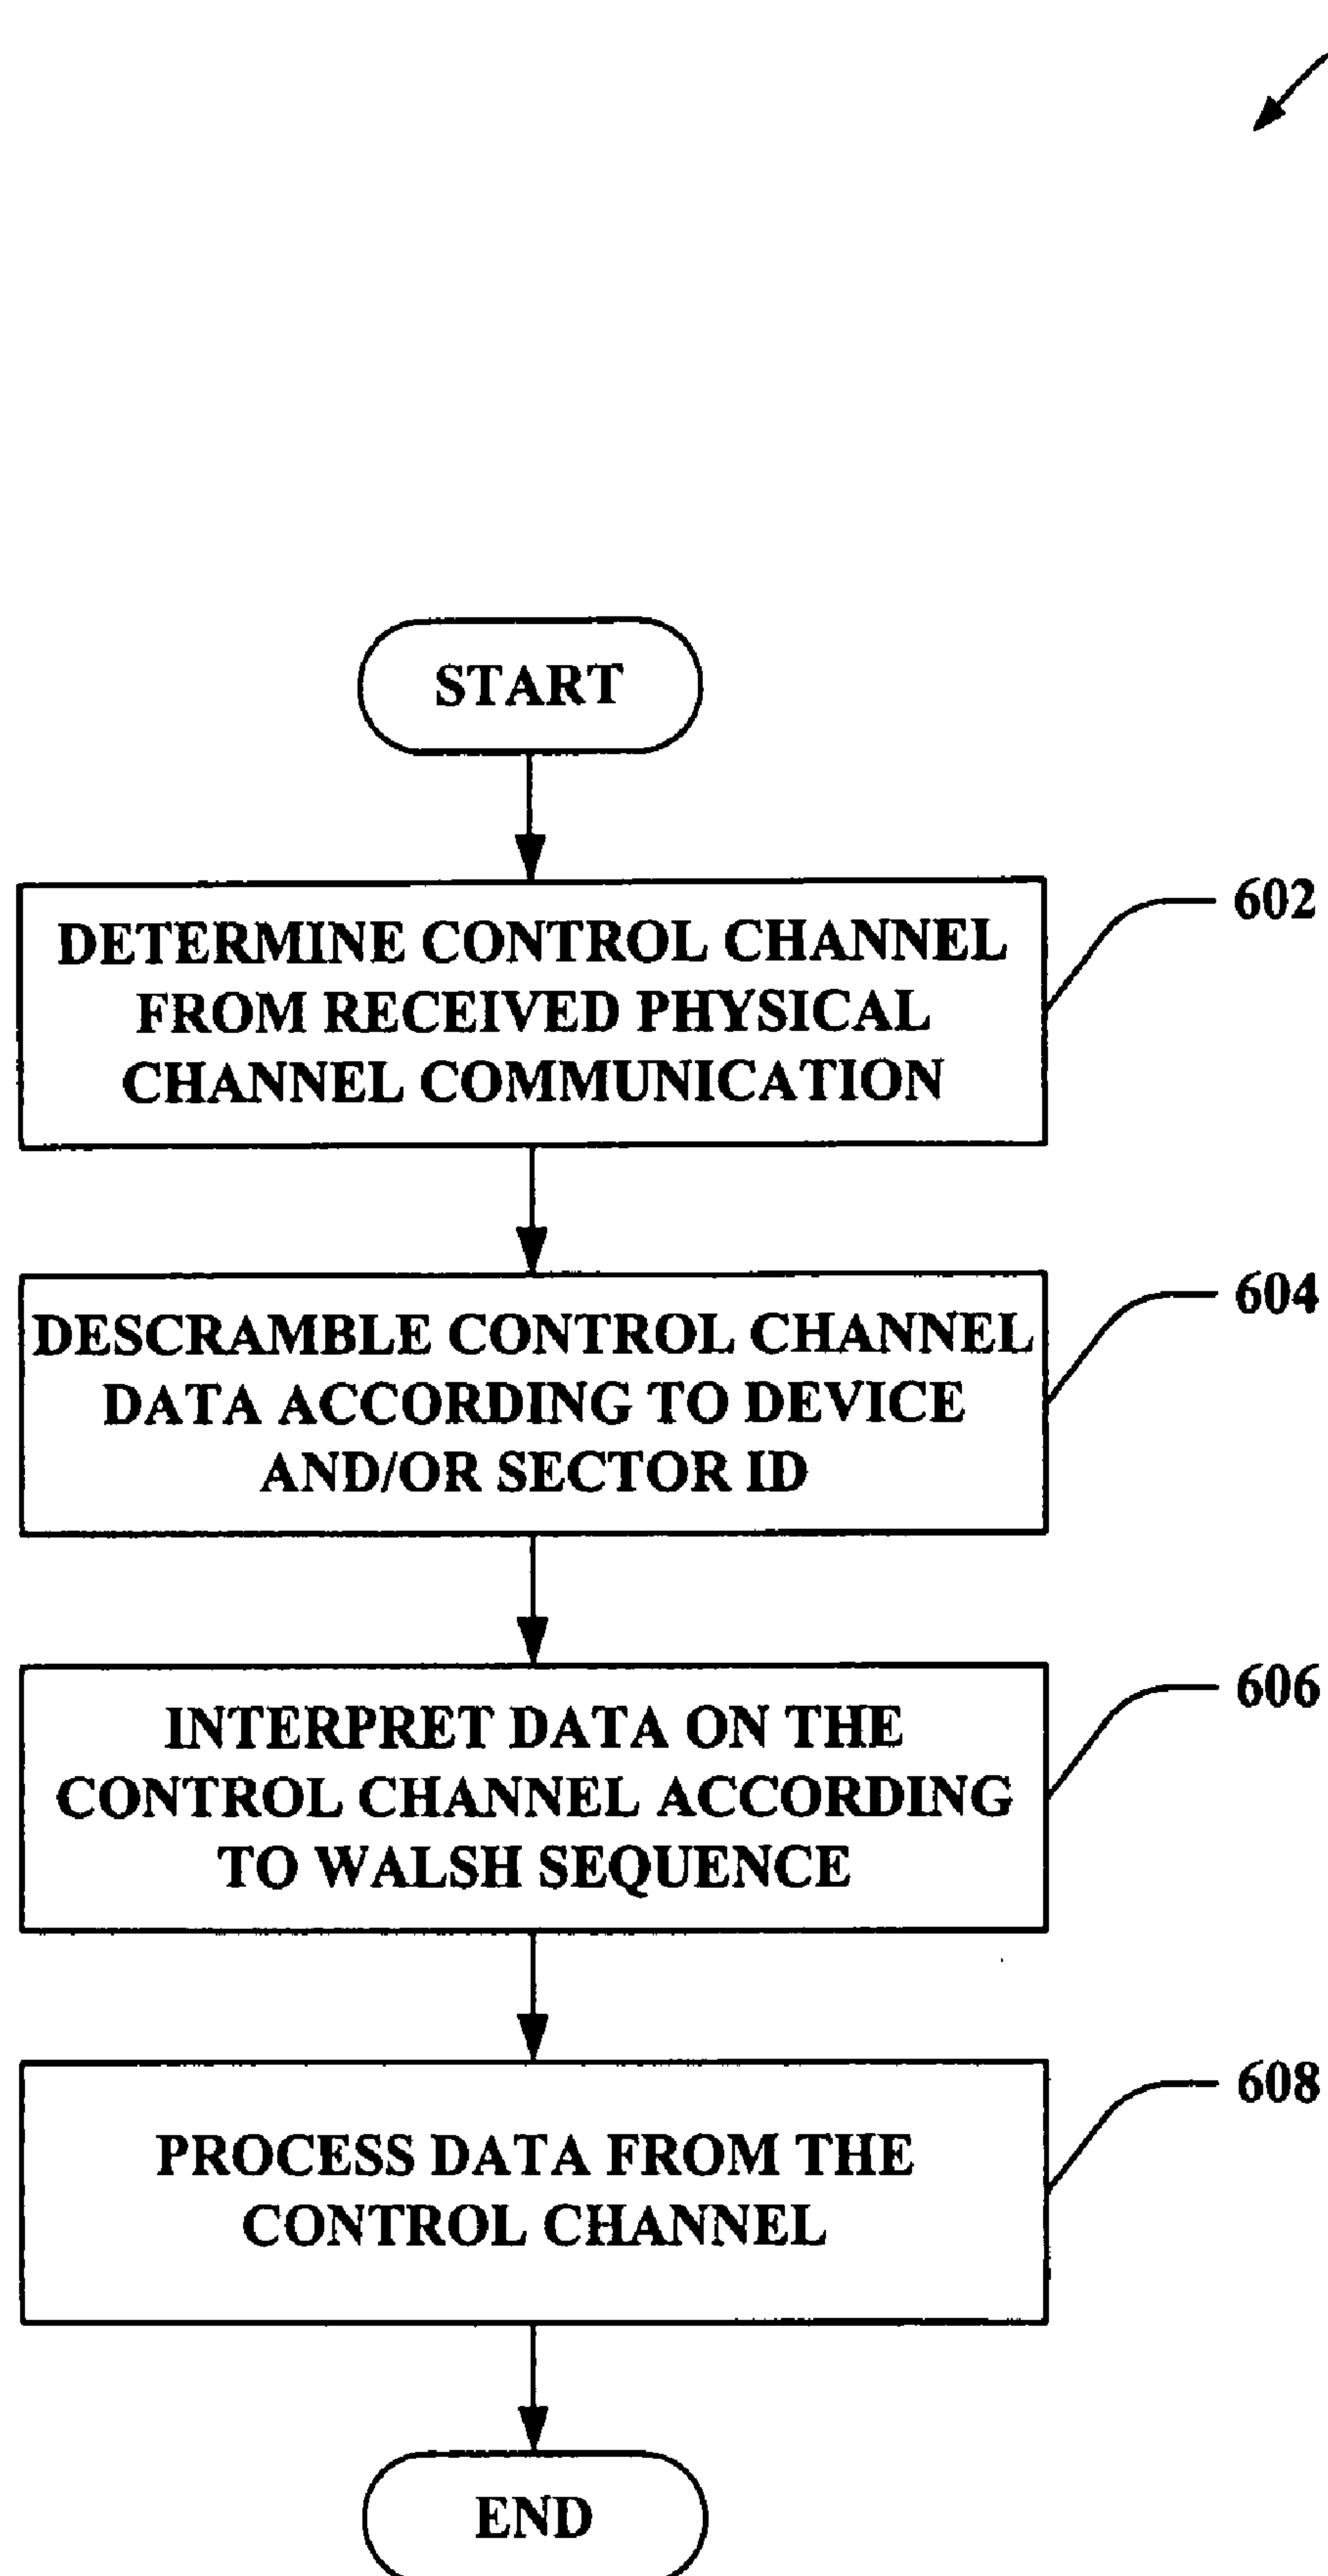 START
DETERMINE CONTROL CHANNEL
FROM RECEIVED PHYSICAL
CHANNEL COMMUNICATION
602
DESCRAMBLE CONTROL CHANNEL
DATA ACCORDING TO DEVICE
AND/OR SECTOR ID
604
INTERPRET DATA ON THE
CONTROL CHANNEL ACCORDING
TO WALSH SEQUENCE
606
PROCESS DATA FROM THE
CONTROL CHANNEL
608
END